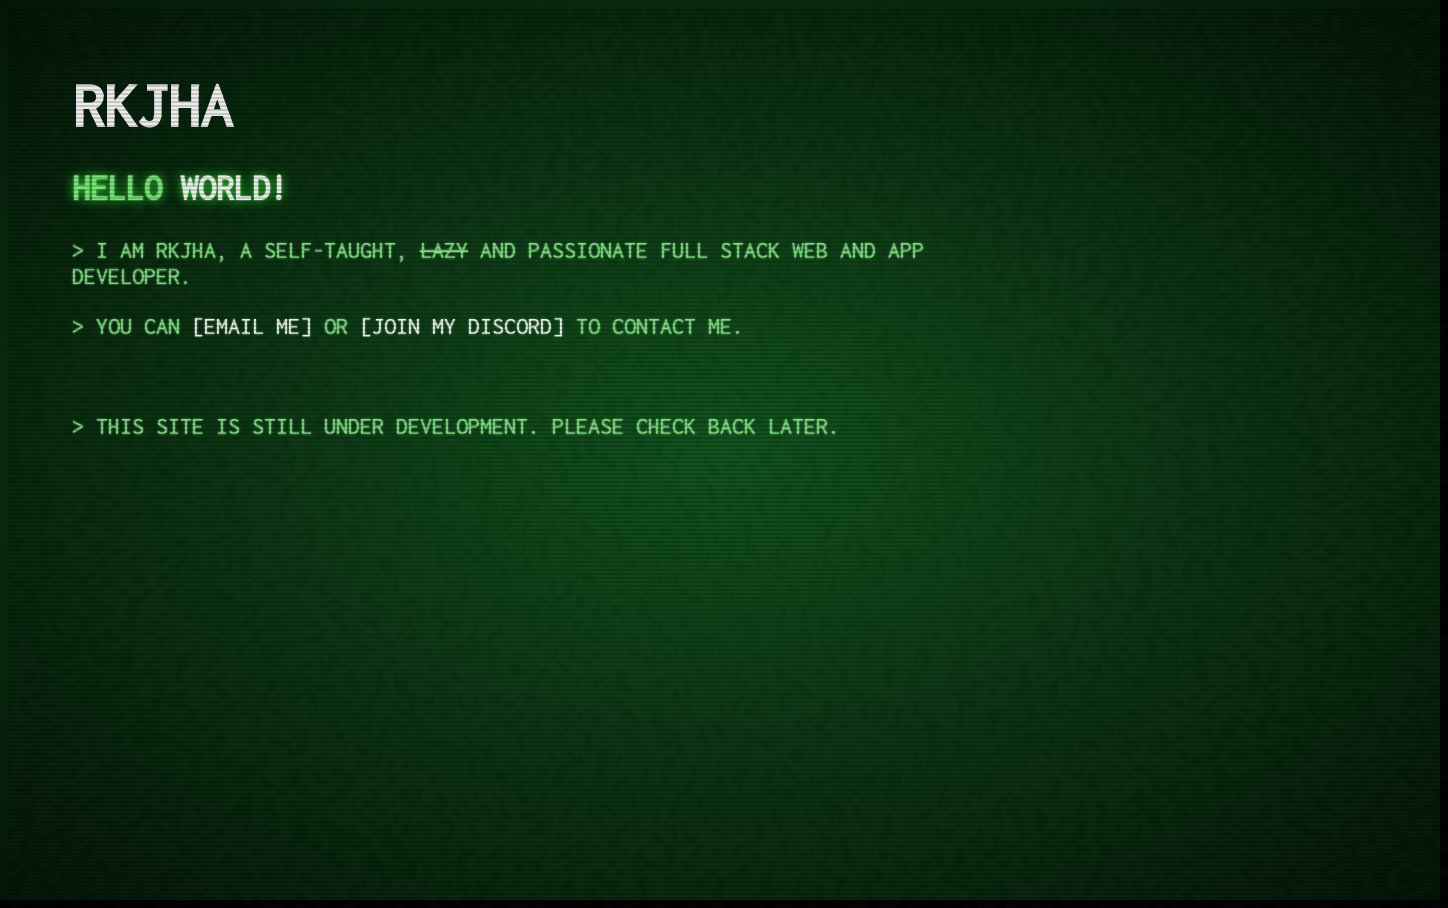 RKJHA
HELLO WORLD!
> I AM RKJHA, A SELF-TAUGHT, LAZY AND PASSIONATE FULL STACK WEB AND APP
DEVELOPER.
> YOU CAN [EMAIL ME] OR [JOIN MY DISCORD] TO CONTACT ME.
> THIS SITE IS STILL UNDER DEVELOPMENT. PLEASE CHECK BACK LATER.